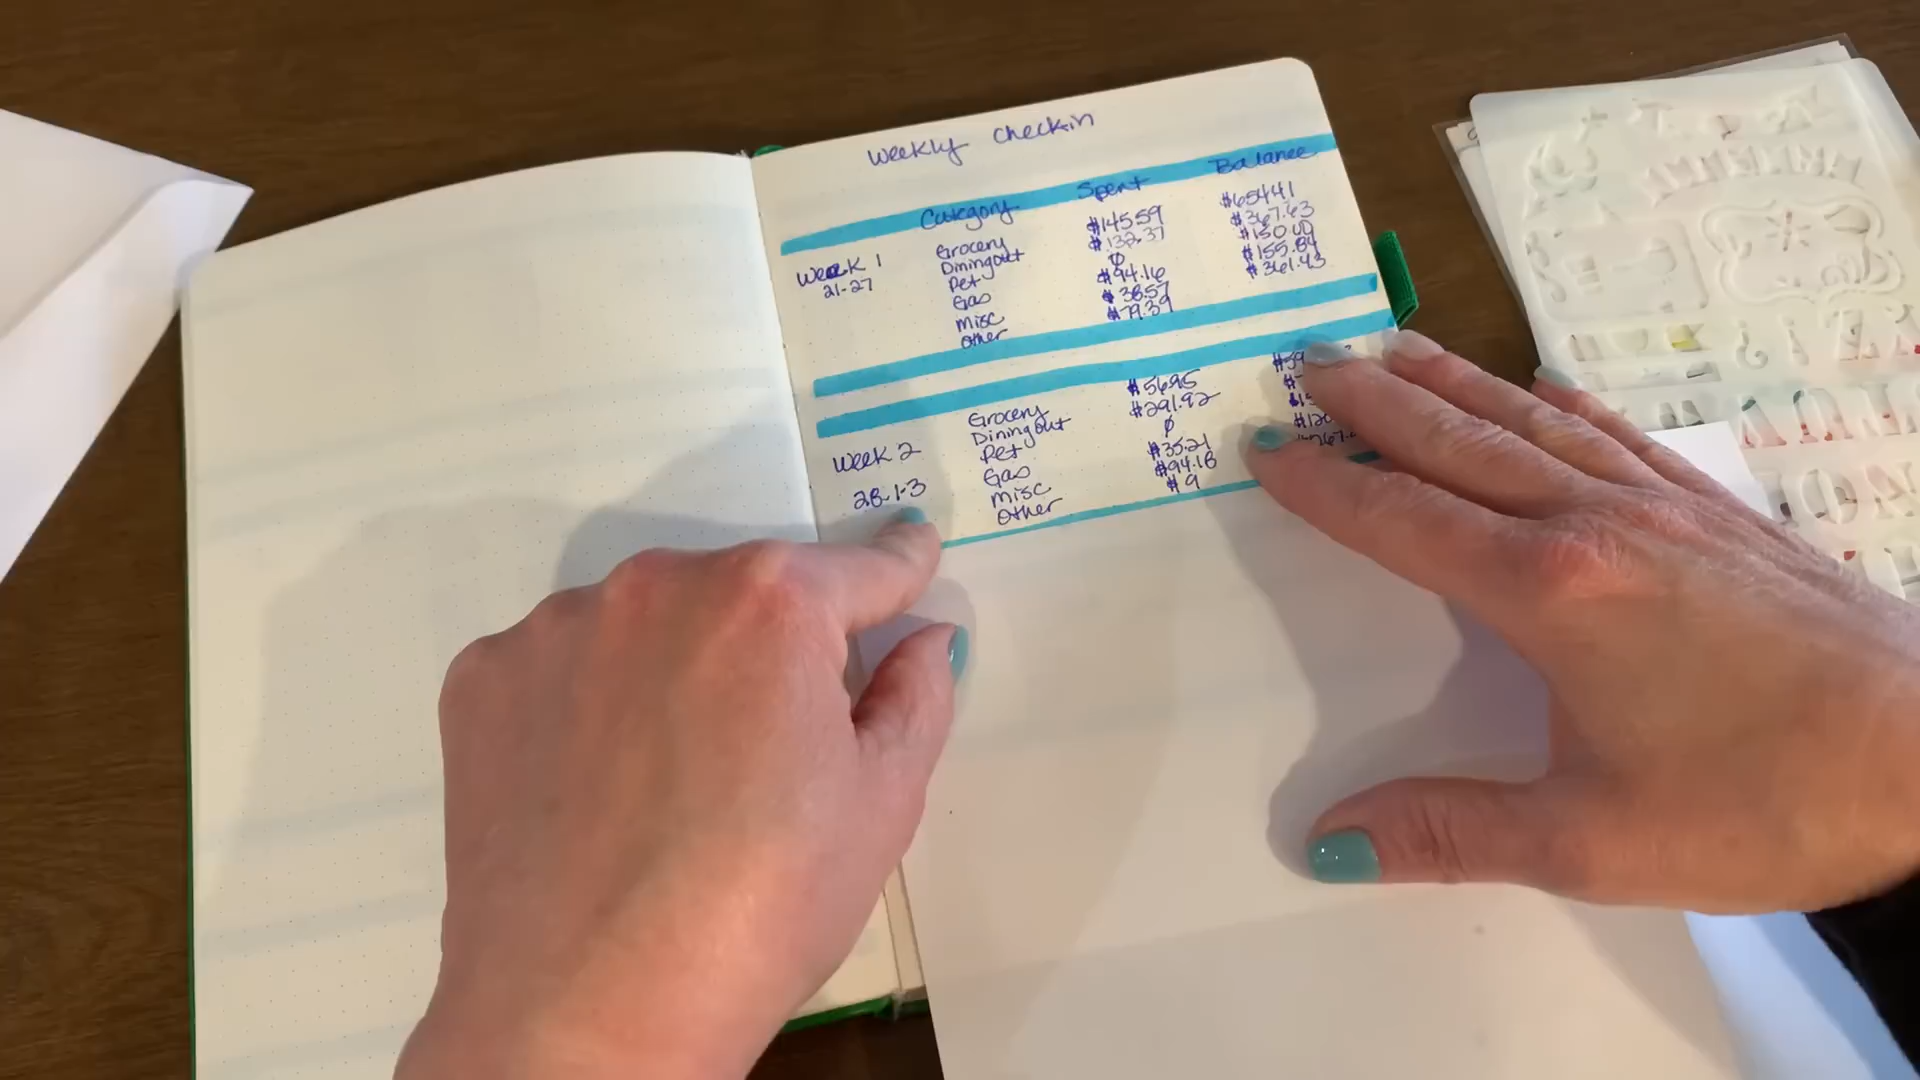 Weekly Checkin
Category Spent Balance
Week 1
21-27
Grocery $145.59 $654.41
Dining out $132.37 $367.63
Pet ∅ $150.00
Gas $94.16 $155.84
Misc $38.57 $361.43
Other $79.39
Week 2
28-1-3
Grocery $56.95
Dining out $291.92
Pet ∅
Gas $35.21
Misc $94.18
Other $9